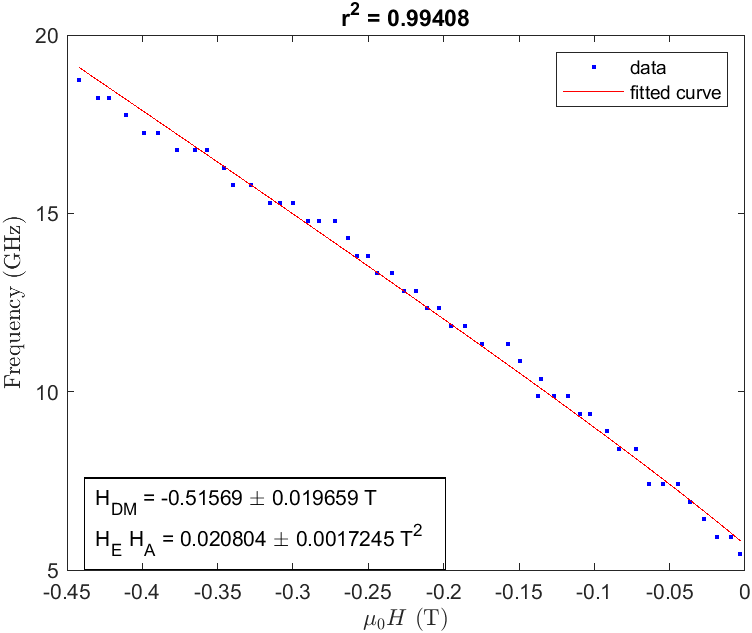 r² = 0.99408
20
15
10
5
Frequency (GHz)
data
fitted curve
H_DM = -0.51569 ± 0.019659 T
H_E H_A = 0.020804 ± 0.0017245 T²
-0.45 -0.4 -0.35 -0.3 -0.25 -0.2 -0.15 -0.1 -0.05 0
μ₀H (T)